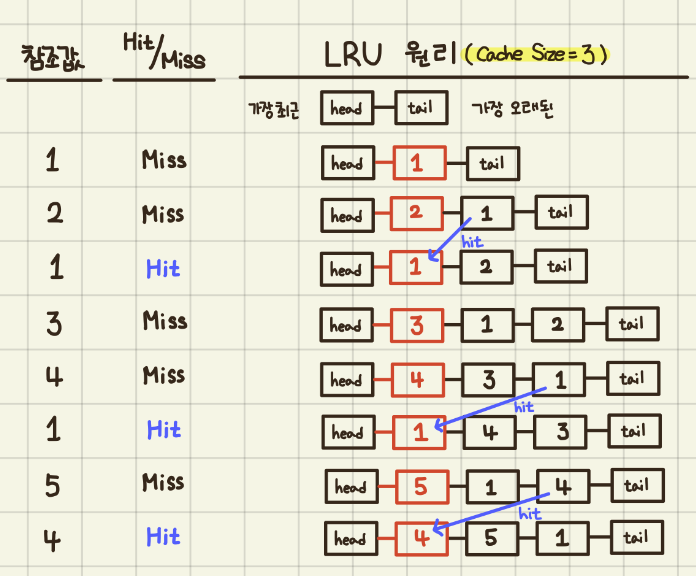 참조값 Hit/Miss LRU 원리 (Cache Size=3)
가장 최근 head tail 가장 오래된
1 Miss head 1 tail
2 Miss head 2 1 tail
hit
1 Hit head 1 2 tail
3 Miss head 3 1 2 tail
4 Miss head 4 3 1 tail
hit
1 Hit head 1 4 3 tail
5 Miss head 5 1 4 tail
hit
4 Hit head 4 5 1 tail